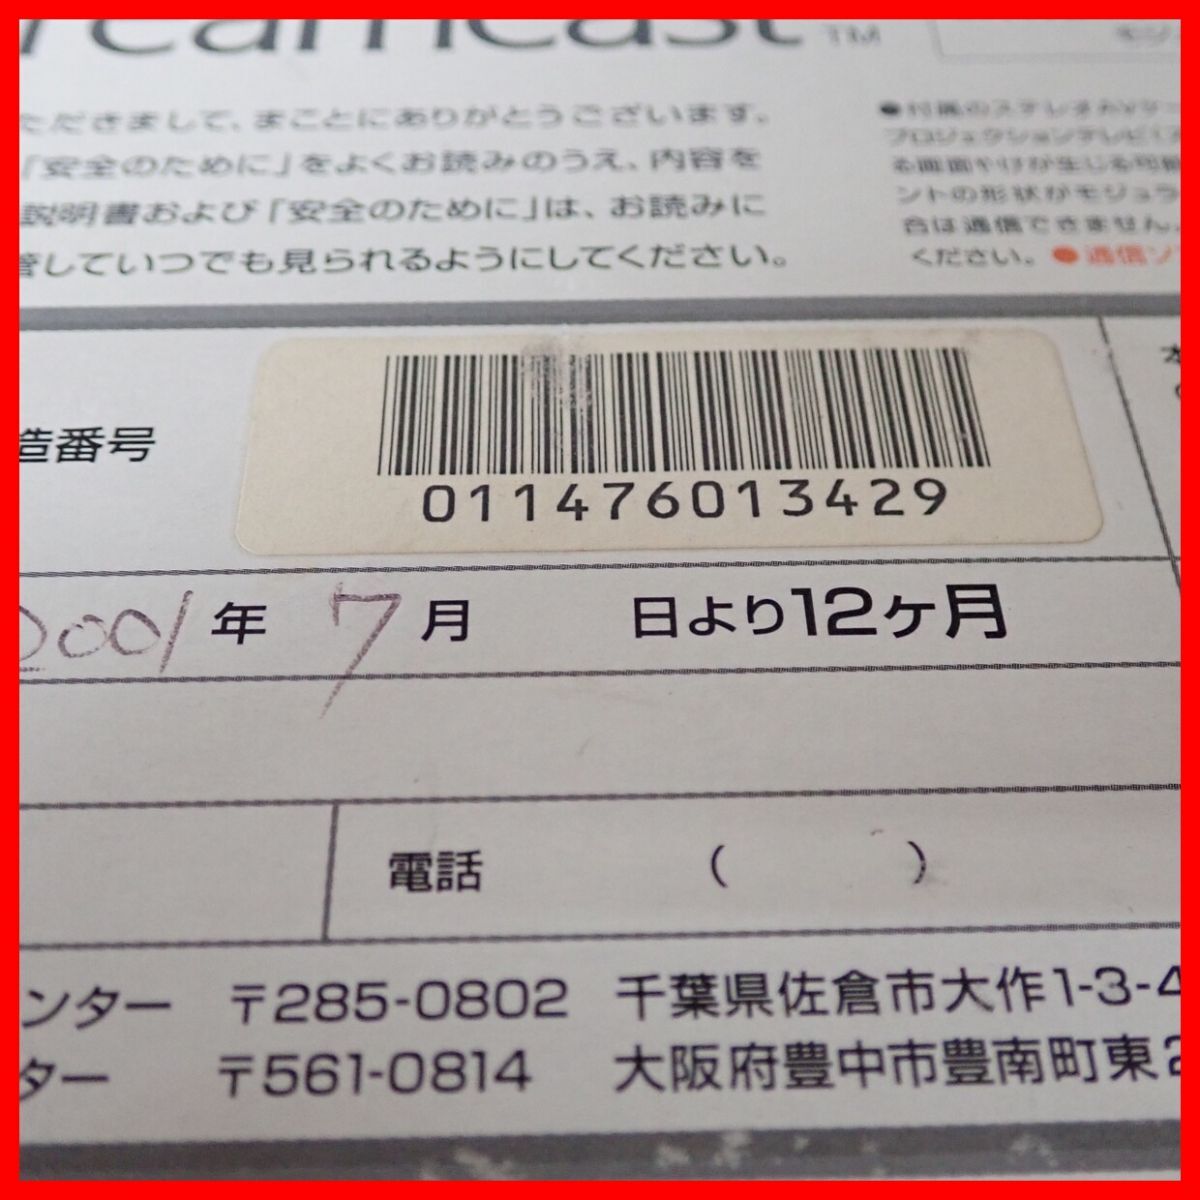 reamcast TM
ただきまして、まことにありがとうございます。
「安全のために」をよくお読みのうえ、内容を
説明書および「安全のために」は、お読みに
管していつでも見られるようにしてください。
●付属のステレオAVケー
プロジェクションテレビ(ス
る画面やけが生じる可能
ントの形状がモジュラ
合は通信できません。
ください。 ●通信ソ
造番号
011476013429
2001年 7月 日より12ヶ月
電話 ( )
ンター 〒285-0802 千葉県佐倉市大作1-3-4
ター 〒561-0814 大阪府豊中市豊南町東2